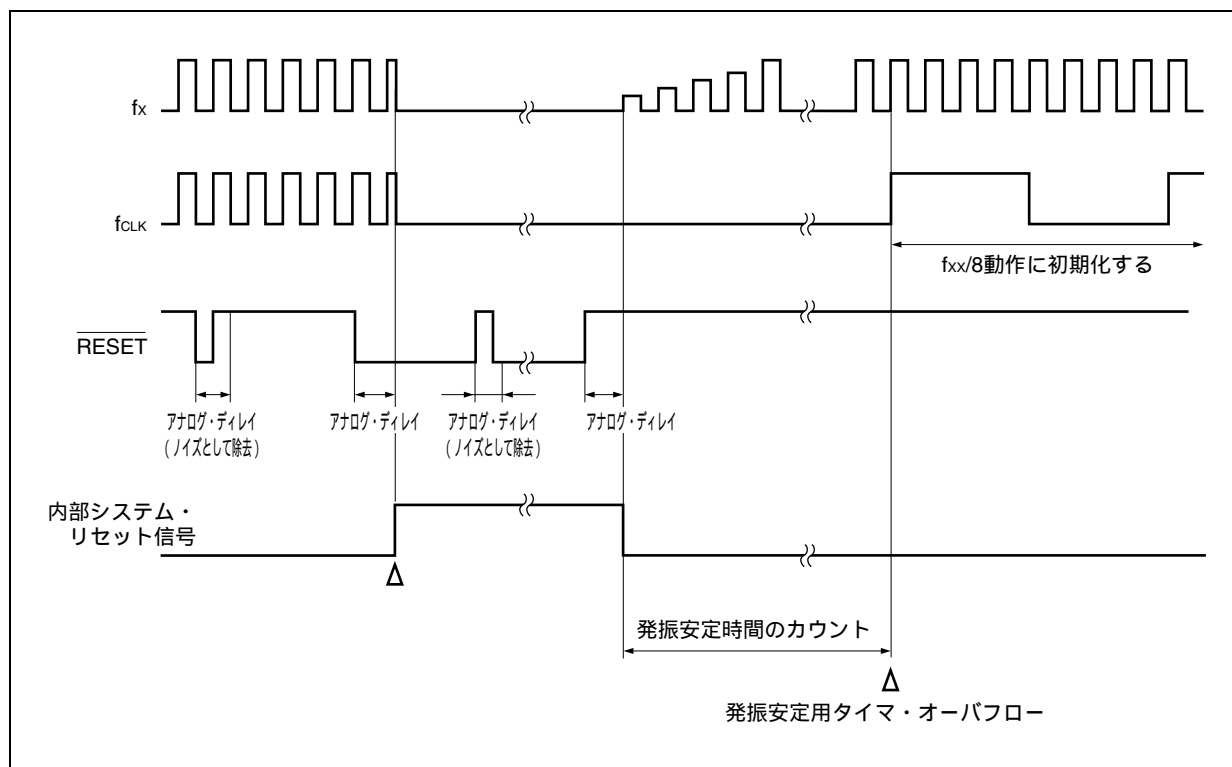 fX
fCLK
fXX/8動作に初期化する
RESET
アナログ・ディレイ
(ノイズとして除去)
アナログ・ディレイ
アナログ・ディレイ
(ノイズとして除去)
アナログ・ディレイ
内部システム・
リセット信号
発振安定時間のカウント
発振安定用タイマ・オーバフロー